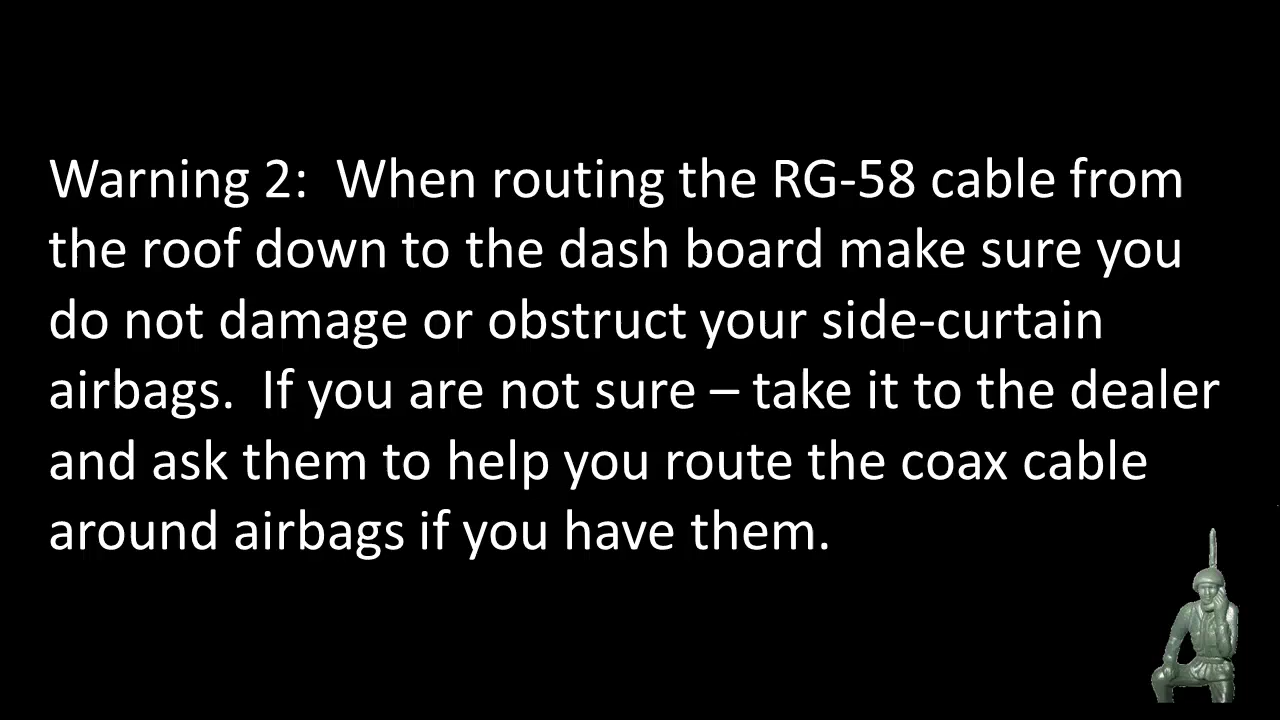 Warning 2:  When routing the RG-58 cable from
the roof down to the dash board make sure you
do not damage or obstruct your side-curtain
airbags.  If you are not sure – take it to the dealer
and ask them to help you route the coax cable
around airbags if you have them.